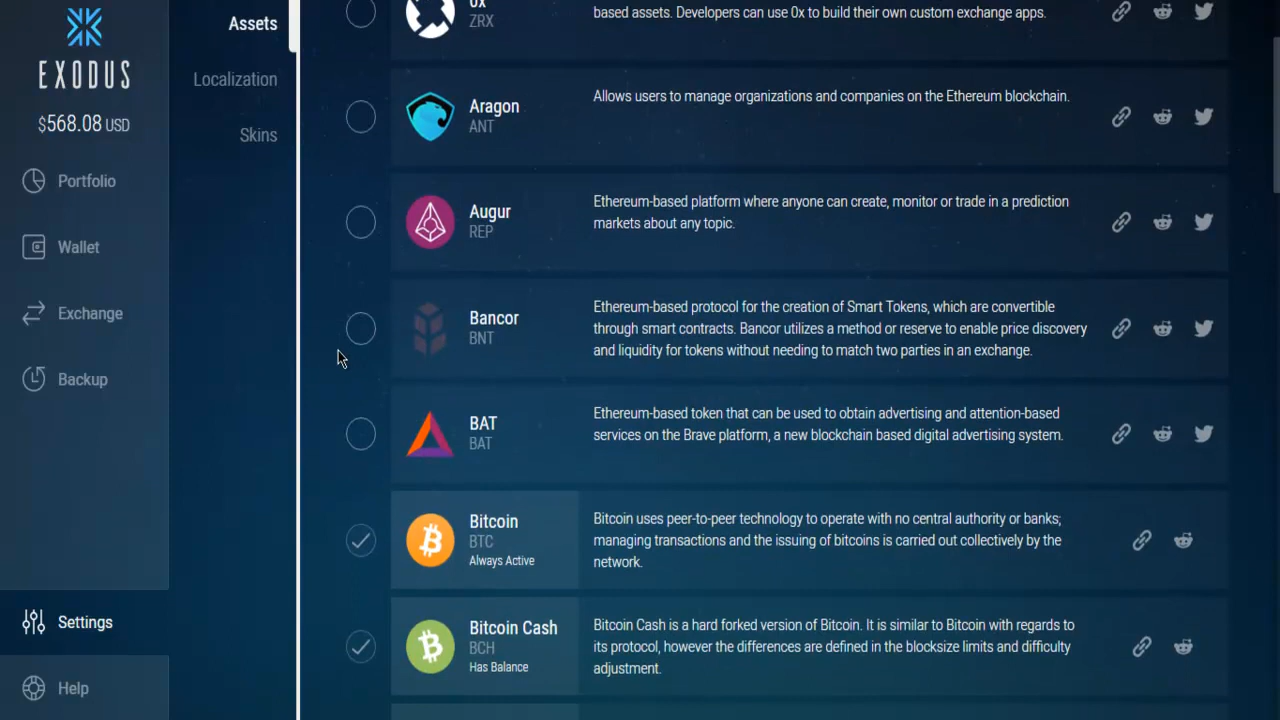 EXODUS
$568.08 USD
Portfolio
Wallet
Exchange
Backup
Settings
Help
Assets
Localization
Skins
0x
ZRX
based assets. Developers can use 0x to build their own custom exchange apps.
Aragon
ANT
Allows users to manage organizations and companies on the Ethereum blockchain.
Augur
REP
Ethereum-based platform where anyone can create, monitor or trade in a prediction
markets about any topic.
Bancor
BNT
Ethereum-based protocol for the creation of Smart Tokens, which are convertible
through smart contracts. Bancor utilizes a method or reserve to enable price discovery
and liquidity for tokens without needing to match two parties in an exchange.
BAT
BAT
Ethereum-based token that can be used to obtain advertising and attention-based
services on the Brave platform, a new blockchain based digital advertising system.
Bitcoin
BTC
Always Active
Bitcoin uses peer-to-peer technology to operate with no central authority or banks;
managing transactions and the issuing of bitcoins is carried out collectively by the
network.
Bitcoin Cash
BCH
Has Balance
Bitcoin Cash is a hard forked version of Bitcoin. It is similar to Bitcoin with regards to
its protocol, however the differences are defined in the blocksize limits and difficulty
adjustment.